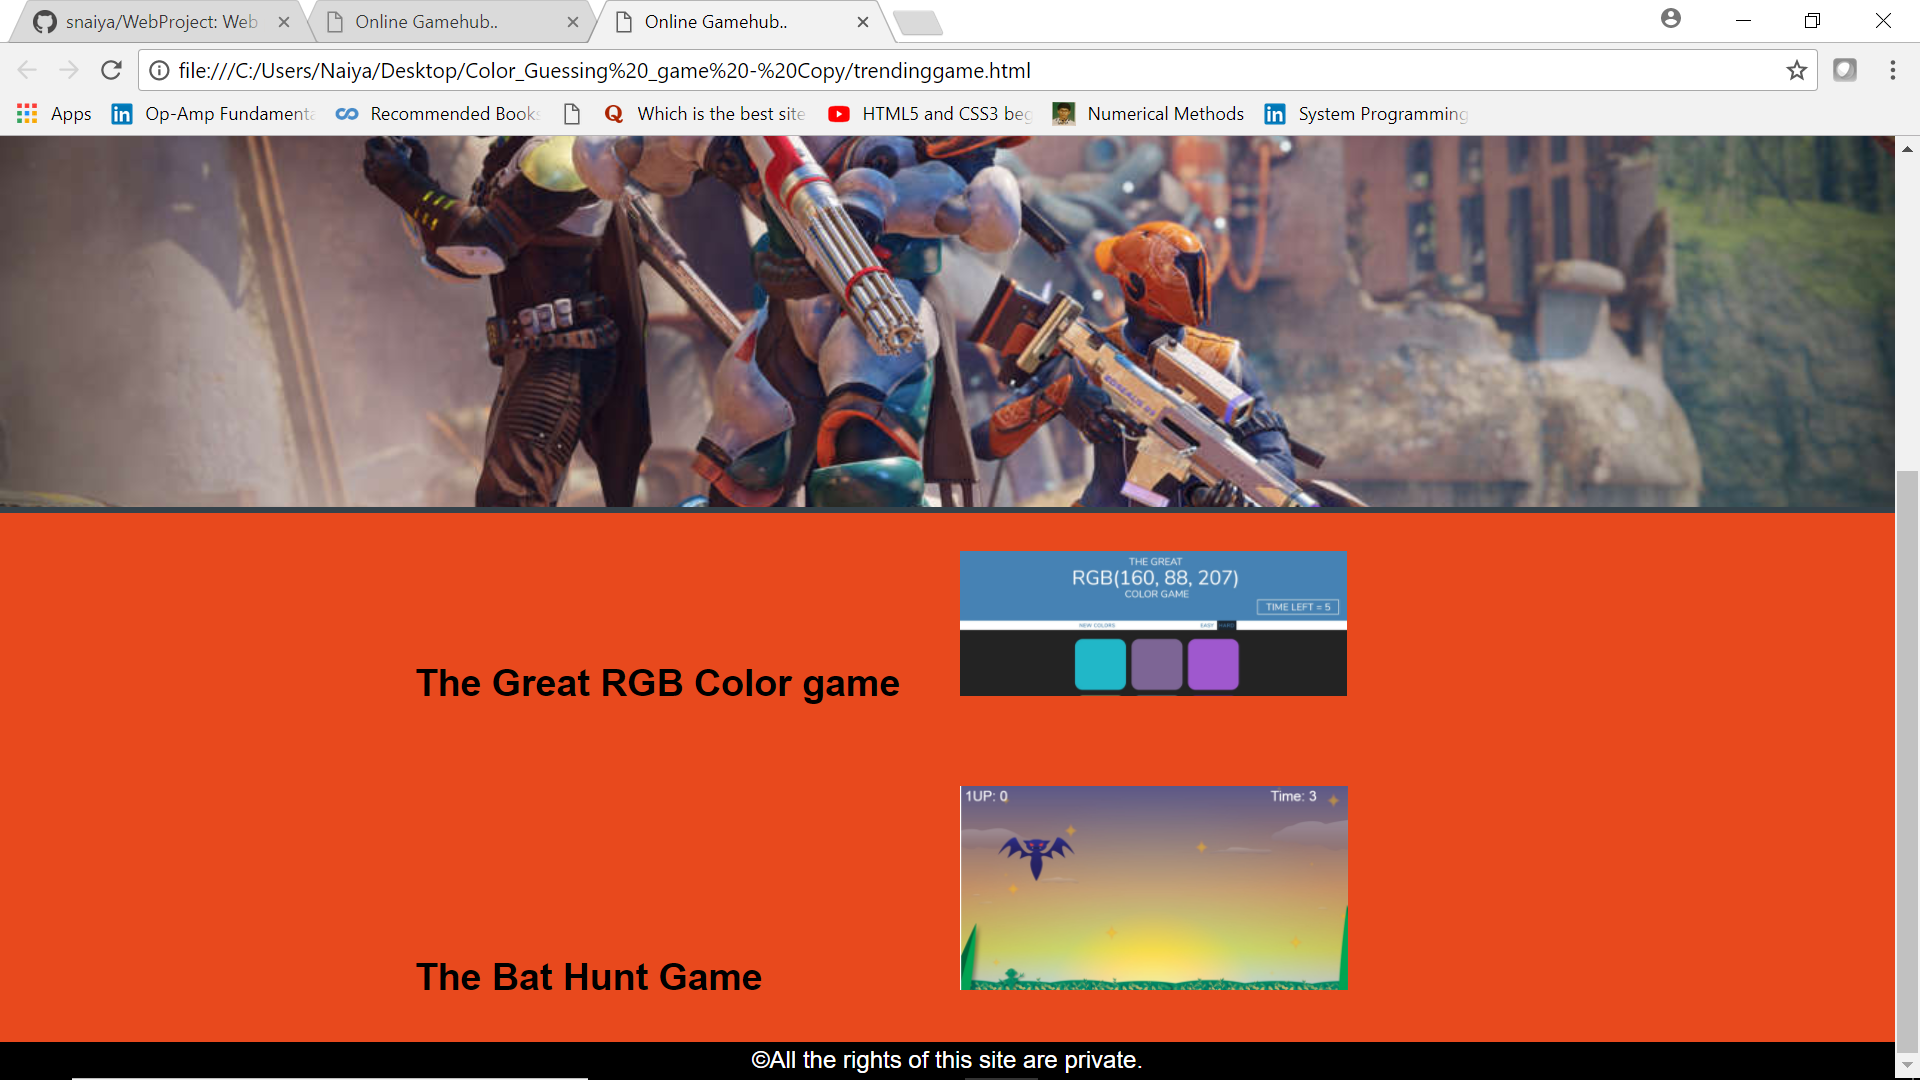 snaiya/WebProject: Web
Online Gamehub..
Online Gamehub..
file:///C:/Users/Naiya/Desktop/Color_Guessing%20_game%20-%20Copy/trendinggame.html
Apps
Op-Amp Fundamenta
Recommended Books
Which is the best site
HTML5 and CSS3 beg
Numerical Methods
System Programming
THE GREAT
RGB(160, 88, 207)
COLOR GAME
TIME LEFT = 5
NEW COLORS
EASY
HARD
The Great RGB Color game
1UP: 0
Time: 3
The Bat Hunt Game
©All the rights of this site are private.